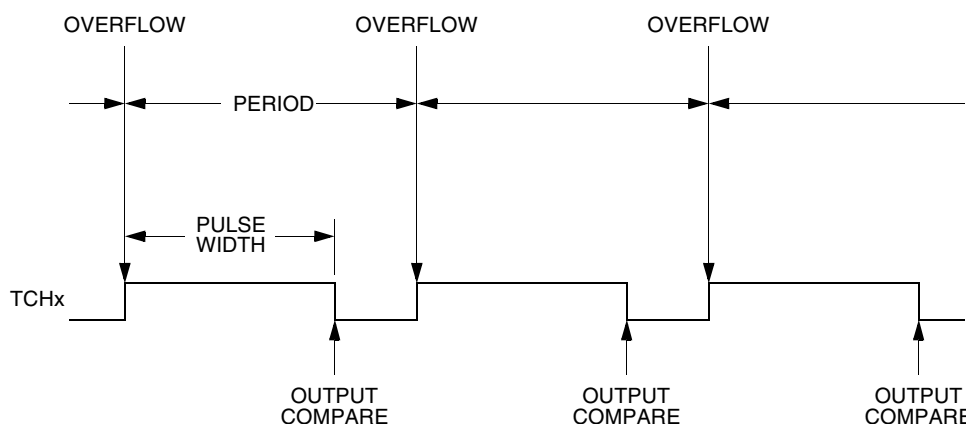 OVERFLOW OVERFLOW OVERFLOW
PERIOD
PULSE
WIDTH
TCHx
OUTPUT
COMPARE
OUTPUT
COMPARE
OUTPUT
COMPARE